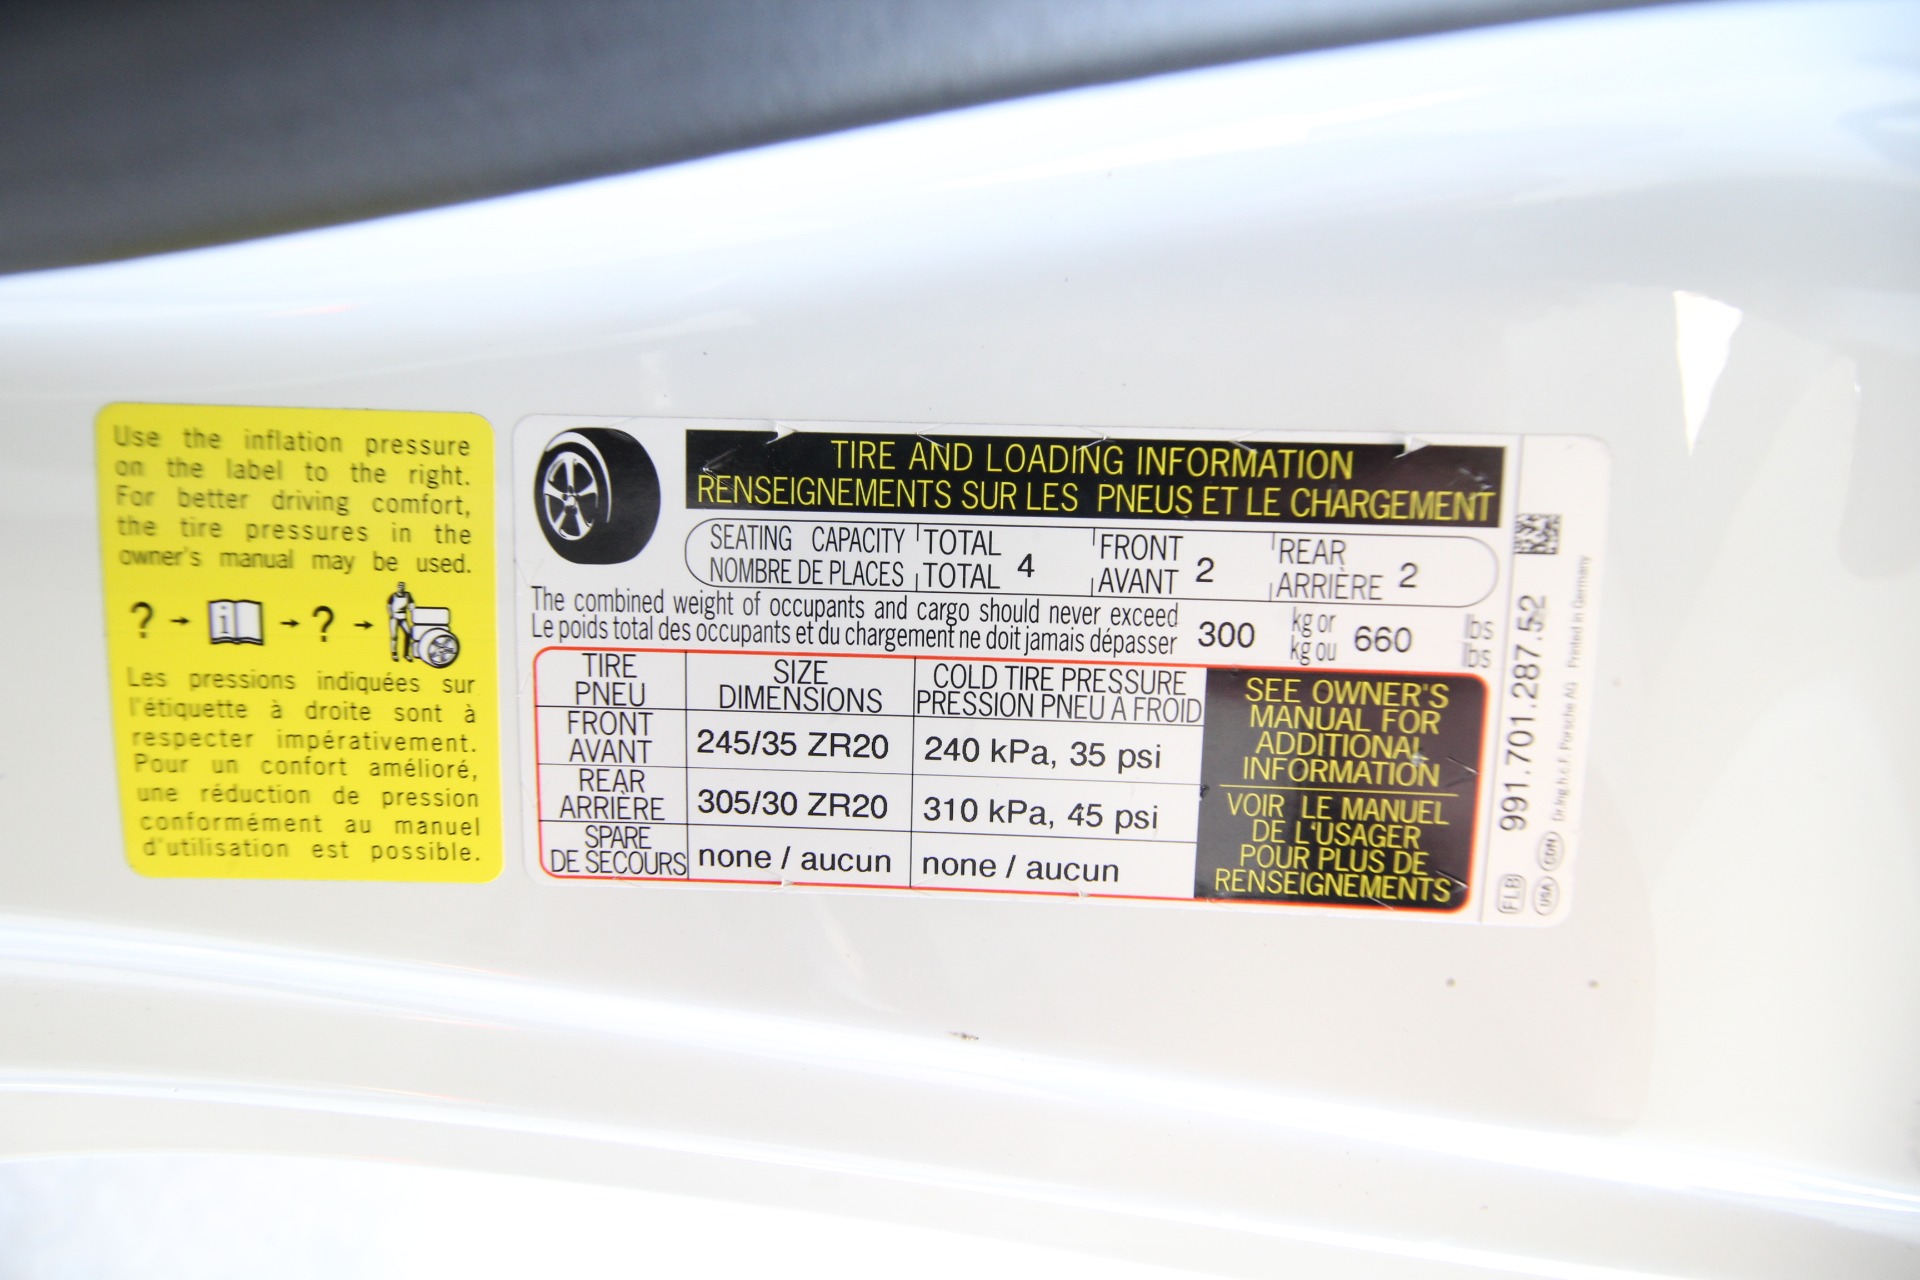 Use the inflation pressure
on the label to the right.
For better driving comfort,
the tire pressures in the
owner's manual may be used.
? → i → ? →
Les pressions indiquées sur
l'étiquette à droite sont à
respecter impérativement.
Pour un confort amélioré,
une réduction de pression
conformément au manuel
d'utilisation est possible.
TIRE AND LOADING INFORMATION
RENSEIGNEMENTS SUR LES PNEUS ET LE CHARGEMENT
SEATING CAPACITY TOTAL 4 FRONT 2 REAR 2
NOMBRE DE PLACES TOTAL AVANT ARRIÈRE
The combined weight of occupants and cargo should never exceed 300 kg or 660 lbs
Le poids total des occupants et du chargement ne doit jamais dépasser kg ou lbs
TIRE SIZE COLD TIRE PRESSURE
PNEU DIMENSIONS PRESSION PNEU À FROID
FRONT
AVANT 245/35 ZR20 240 kPa, 35 psi
REAR
ARRIÈRE 305/30 ZR20 310 kPa, 45 psi
SPARE
DE SECOURS none / aucun none / aucun
SEE OWNER'S
MANUAL FOR
ADDITIONAL
INFORMATION
VOIR LE MANUEL
DE L'USAGER
POUR PLUS DE
RENSEIGNEMENTS
991.701.287.52
FLB
USA CDN Dr.Ing.h.c.F. Porsche AG Printed in Germany